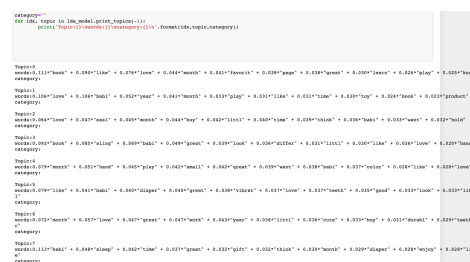 category=""
for idx, topic in lda_model.print_topics(-1):
print('Topic:{}\nwords:{}\ncategory:{}\n'.format(idx,topic,category))
Topic:0
words:0.111*"book" + 0.090*"like" + 0.076*"love" + 0.044*"month" + 0.041*"favorit" + 0.038*"page" + 0.038*"great" + 0.030*"learn" + 0.026*"play" + 0.025*"kno
category:
Topic:1
words:0.106*"love" + 0.106*"babi" + 0.052*"year" + 0.041*"month" + 0.033*"play" + 0.031*"like" + 0.031*"time" + 0.030*"toy" + 0.024*"book" + 0.023*"product"
category:
Topic:2
words:0.064*"love" + 0.047*"easi" + 0.045*"month" + 0.044*"buy" + 0.042*"littl" + 0.040*"time" + 0.039*"think" + 0.036*"babi" + 0.033*"want" + 0.032*"hold"
category:
Topic:3
words:0.092*"book" + 0.085*"sling" + 0.069*"babi" + 0.049*"great" + 0.039*"look" + 0.036*"differ" + 0.031*"littl" + 0.030*"like" + 0.026*"love" + 0.020*"han
category:
Topic:4
words:0.079*"month" + 0.051*"hand" + 0.045*"play" + 0.042*"small" + 0.042*"great" + 0.039*"want" + 0.038*"babi" + 0.037*"color" + 0.028*"like" + 0.028*"love"
category:
Topic:5
words:0.079*"like" + 0.041*"babi" + 0.040*"diaper" + 0.040*"great" + 0.038*"vibrat" + 0.037*"love" + 0.037*"teeth" + 0.035*"good" + 0.033*"look" + 0.033*"lit
l"
category:
Topic:6
words:0.072*"month" + 0.057*"love" + 0.047*"great" + 0.047*"work" + 0.043*"year" + 0.036*"littl" + 0.036*"cute" + 0.033*"buy" + 0.031*"durabl" + 0.029*"teeth
category:
Topic:7
words:0.113*"babi" + 0.048*"sleep" + 0.042*"time" + 0.037*"great" + 0.032*"gift" + 0.032*"think" + 0.030*"month" + 0.029*"diaper" + 0.028*"enjoy" + 0.028*"li
e"
category: